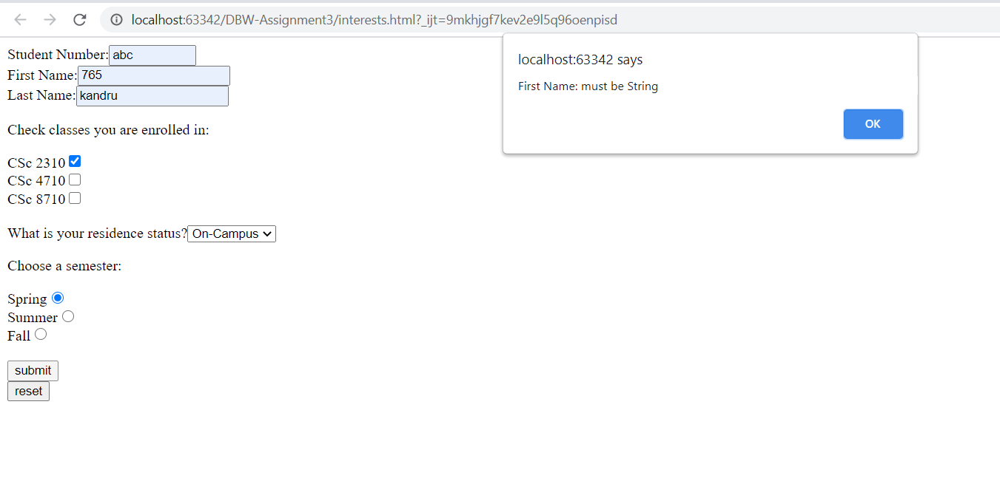 localhost:63342/DBW-Assignment3/interests.html?_ijt=9mkhjgf7kev2e9l5q96oenpisd
localhost:63342 says
First Name: must be String
OK
Student Number: abc
First Name: 765
Last Name: kandru
Check classes you are enrolled in:
CSc 2310
CSc 4710
CSc 8710
What is your residence status? On-Campus
Choose a semester:
Spring
Summer
Fall
submit
reset